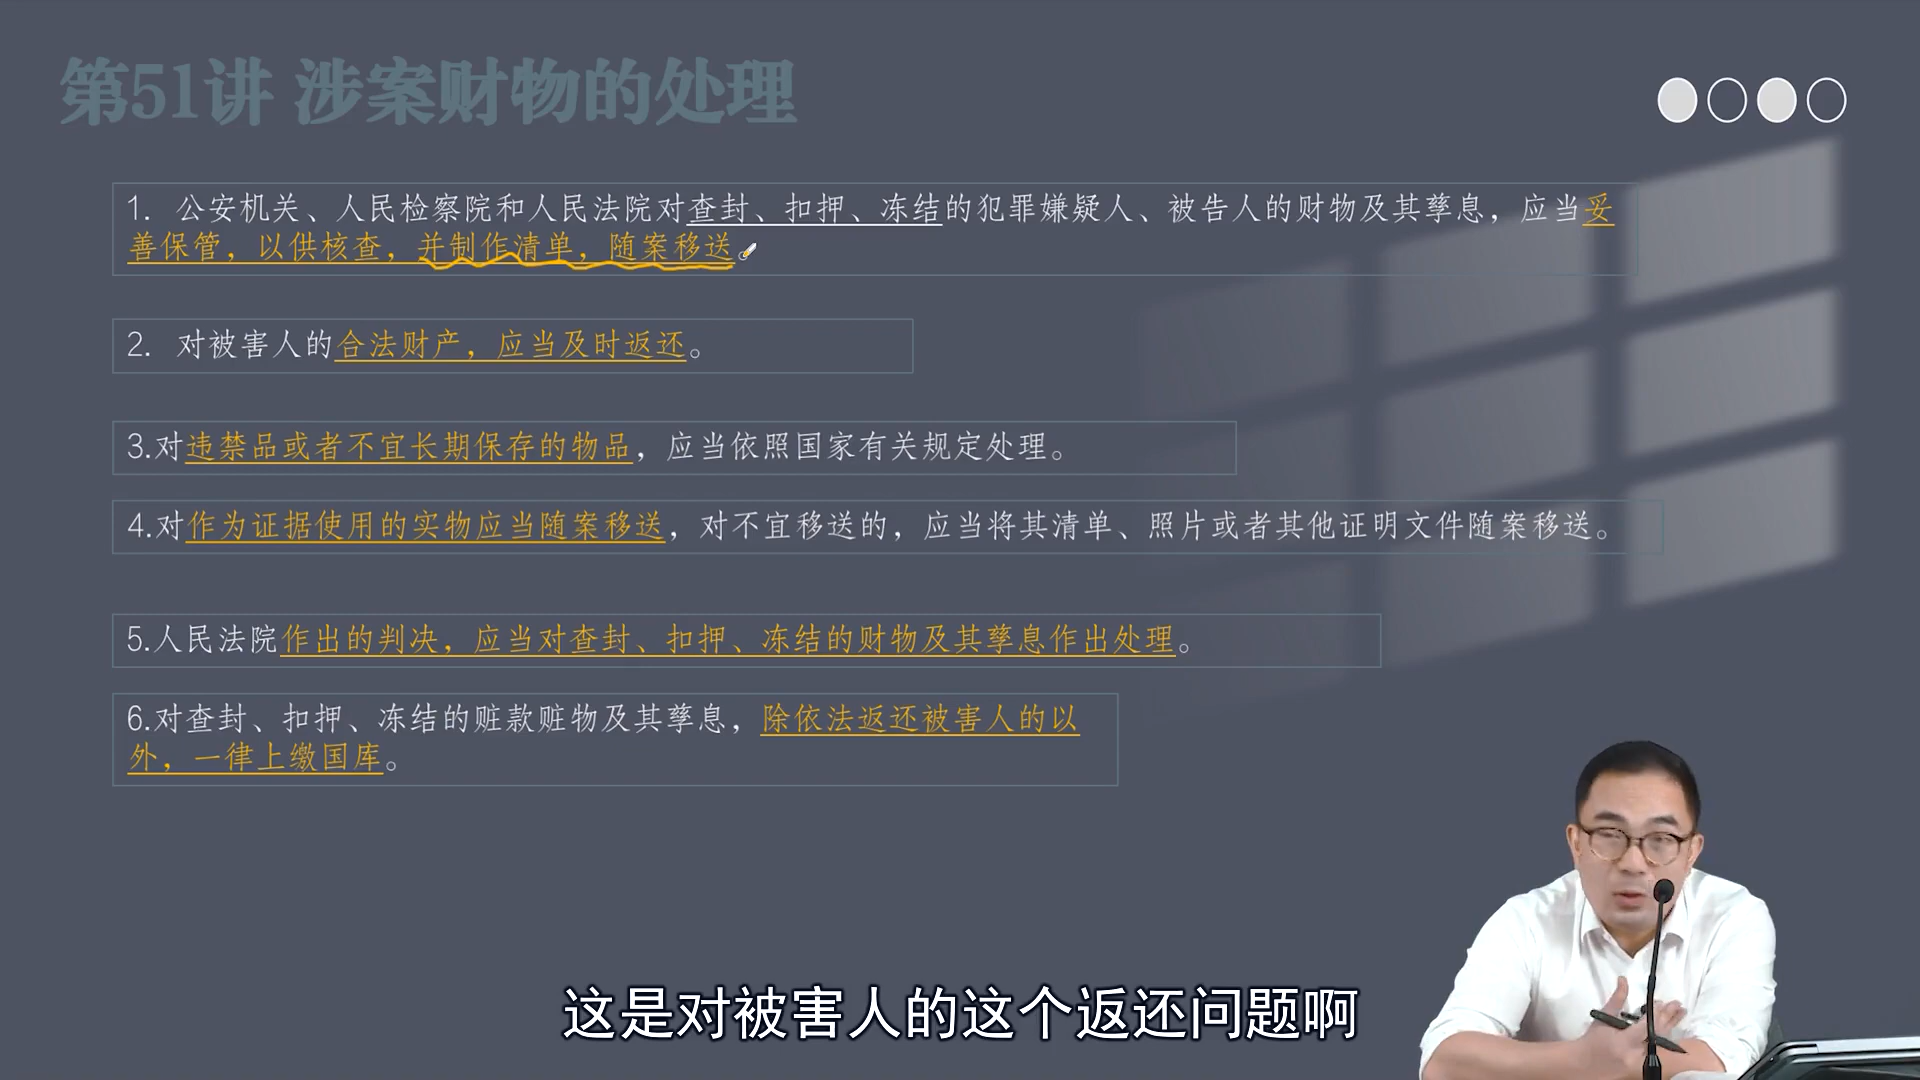 第51讲 涉案财物的处理
1. 公安机关、人民检察院和人民法院对查封、扣押、冻结的犯罪嫌疑人、被告人的财物及其孳息，应当妥
善保管，以供核查，并制作清单，随案移送
2. 对被害人的合法财产，应当及时返还。
3.对违禁品或者不宜长期保存的物品，应当依照国家有关规定处理。
4.对作为证据使用的实物应当随案移送，对不宜移送的，应当将其清单、照片或者其他证明文件随案移送。
5.人民法院作出的判决，应当对查封、扣押、冻结的财物及其孳息作出处理。
6.对查封、扣押、冻结的赃款赃物及其孳息，除依法返还被害人的以
外，一律上缴国库。
这是对被害人的这个返还问题啊